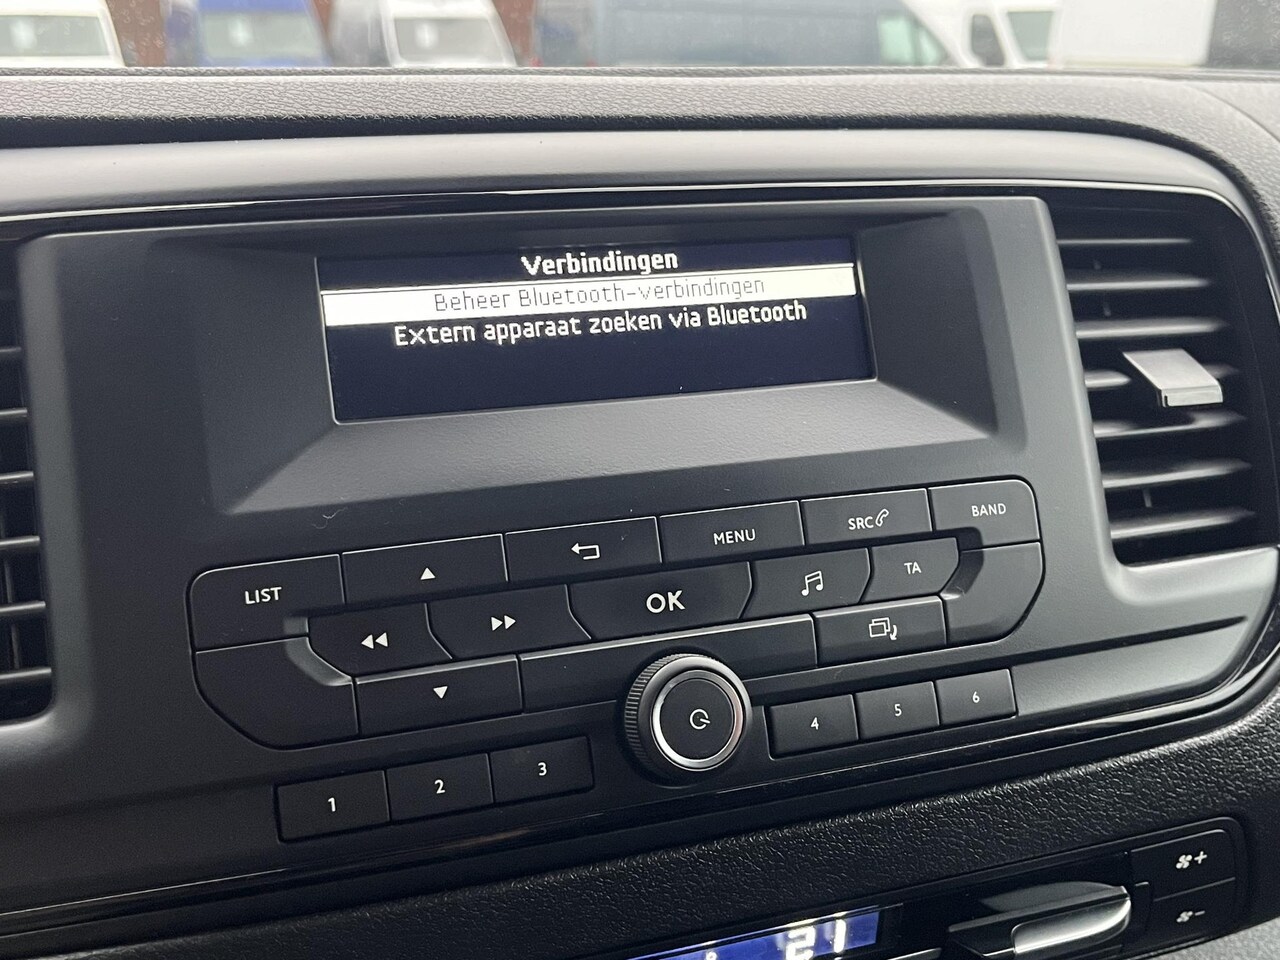 Verbindingen
Beheer Bluetooth-verbindingen
Extern apparaat zoeken via Bluetooth
LIST
MENU
SRC
BAND
OK
TA
1
2
3
4
5
6
+
-
21